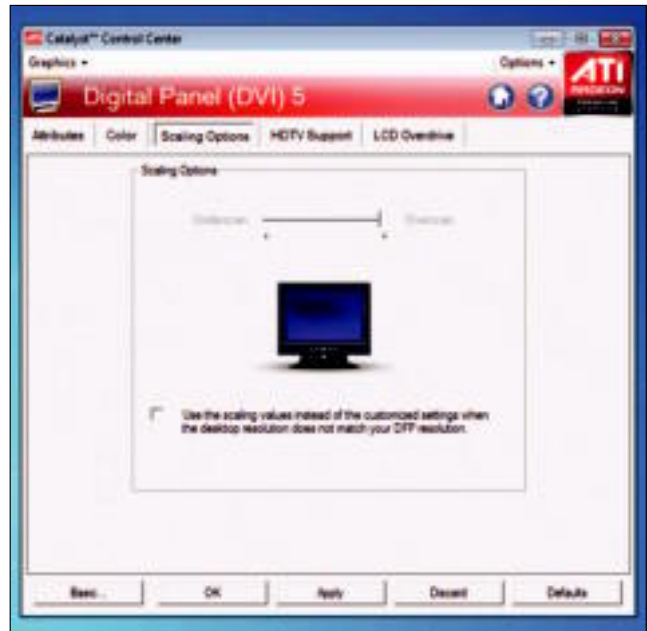 Catalyst™ Control Center
Graphics
Options
ATI
RADEON
Digital Panel (DVI) 5
Attributes Color Scaling Options HDTV Support LCD Overdrive
Scaling Options
Underscan Overscan
Use the scaling values instead of the customized settings when
the desktop resolution does not match your DFP resolution.
Basic... OK Apply Discard Defaults